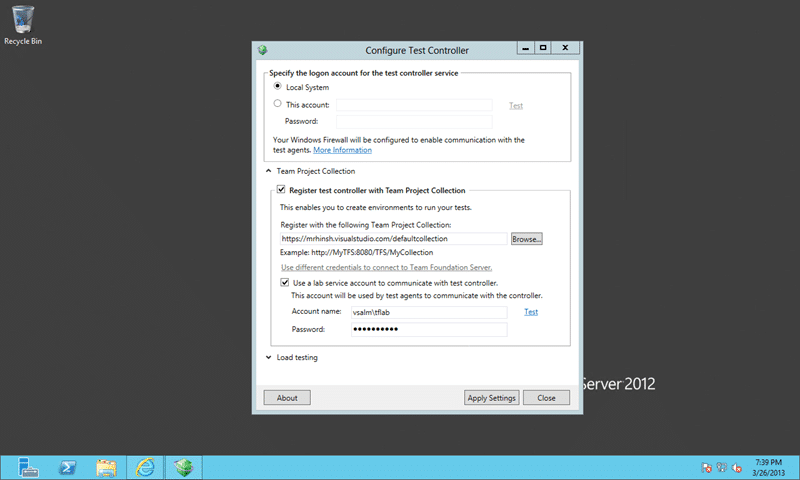 Recycle Bin
Configure Test Controller
Specify the logon account for the test controller service
Local System
This account:
Test
Password:
Your Windows Firewall will be configured to enable communication with the
test agents. More Information
Team Project Collection
Register test controller with Team Project Collection
This enables you to create environments to run your tests.
Register with the following Team Project Collection:
https://mrhinsh.visualstudio.com/defaultcollection
Browse...
Example: http://MyTFS:8080/TFS/MyCollection
Use different credentials to connect to Team Foundation Server.
Use a lab service account to communicate with test controller.
This account will be used by test agents to communicate with the controller.
Account name:
vsalm\tflab
Test
Password:
●●●●●●●●●●
Load testing
Server 2012
About
Apply Settings
Close
7:39 PM
3/26/2013